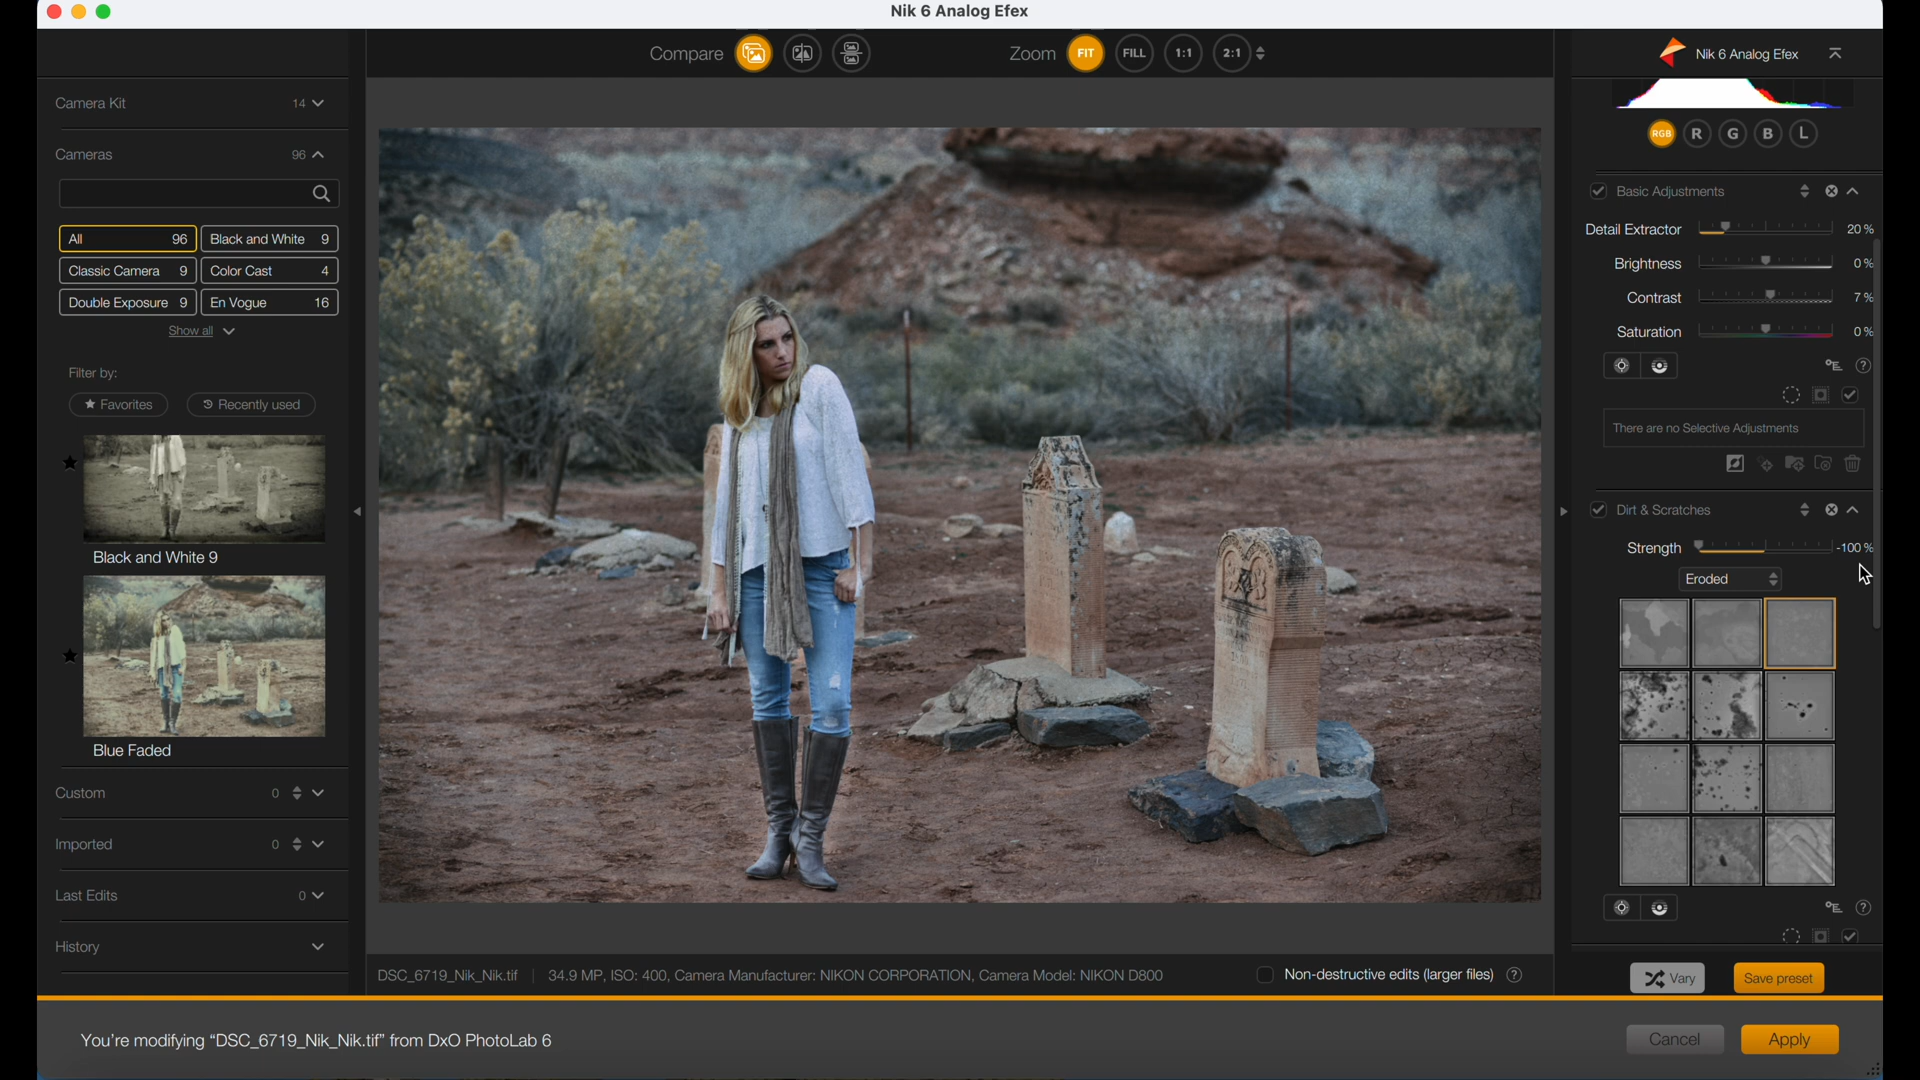 Nik 6 Analog Efex
Compare
Zoom FIT FILL 1:1 2:1
Nik 6 Analog Efex
Camera Kit 14
Cameras 96
All 96
Black and White 9
Classic Camera 9
Color Cast 4
Double Exposure 9
En Vogue 16
Show all
Filter by:
Favorites
Recently used
Black and White 9
Blue Faded
Custom 0
Imported 0
Last Edits 0
History
RGB R G B L
Basic Adjustments
Detail Extractor 20 %
Brightness 0 %
Contrast 7 %
Saturation 0 %
There are no Selective Adjustments
Dirt & Scratches
Strength -100 %
Eroded
DSC_6719_Nik_Nik.tif
34.9 MP, ISO: 400, Camera Manufacturer: NIKON CORPORATION, Camera Model: NIKON D800
Non-destructive edits (larger files) ?
Vary
Save preset
You're modifying “DSC_6719_Nik_Nik.tif” from DxO PhotoLab 6
Cancel
Apply